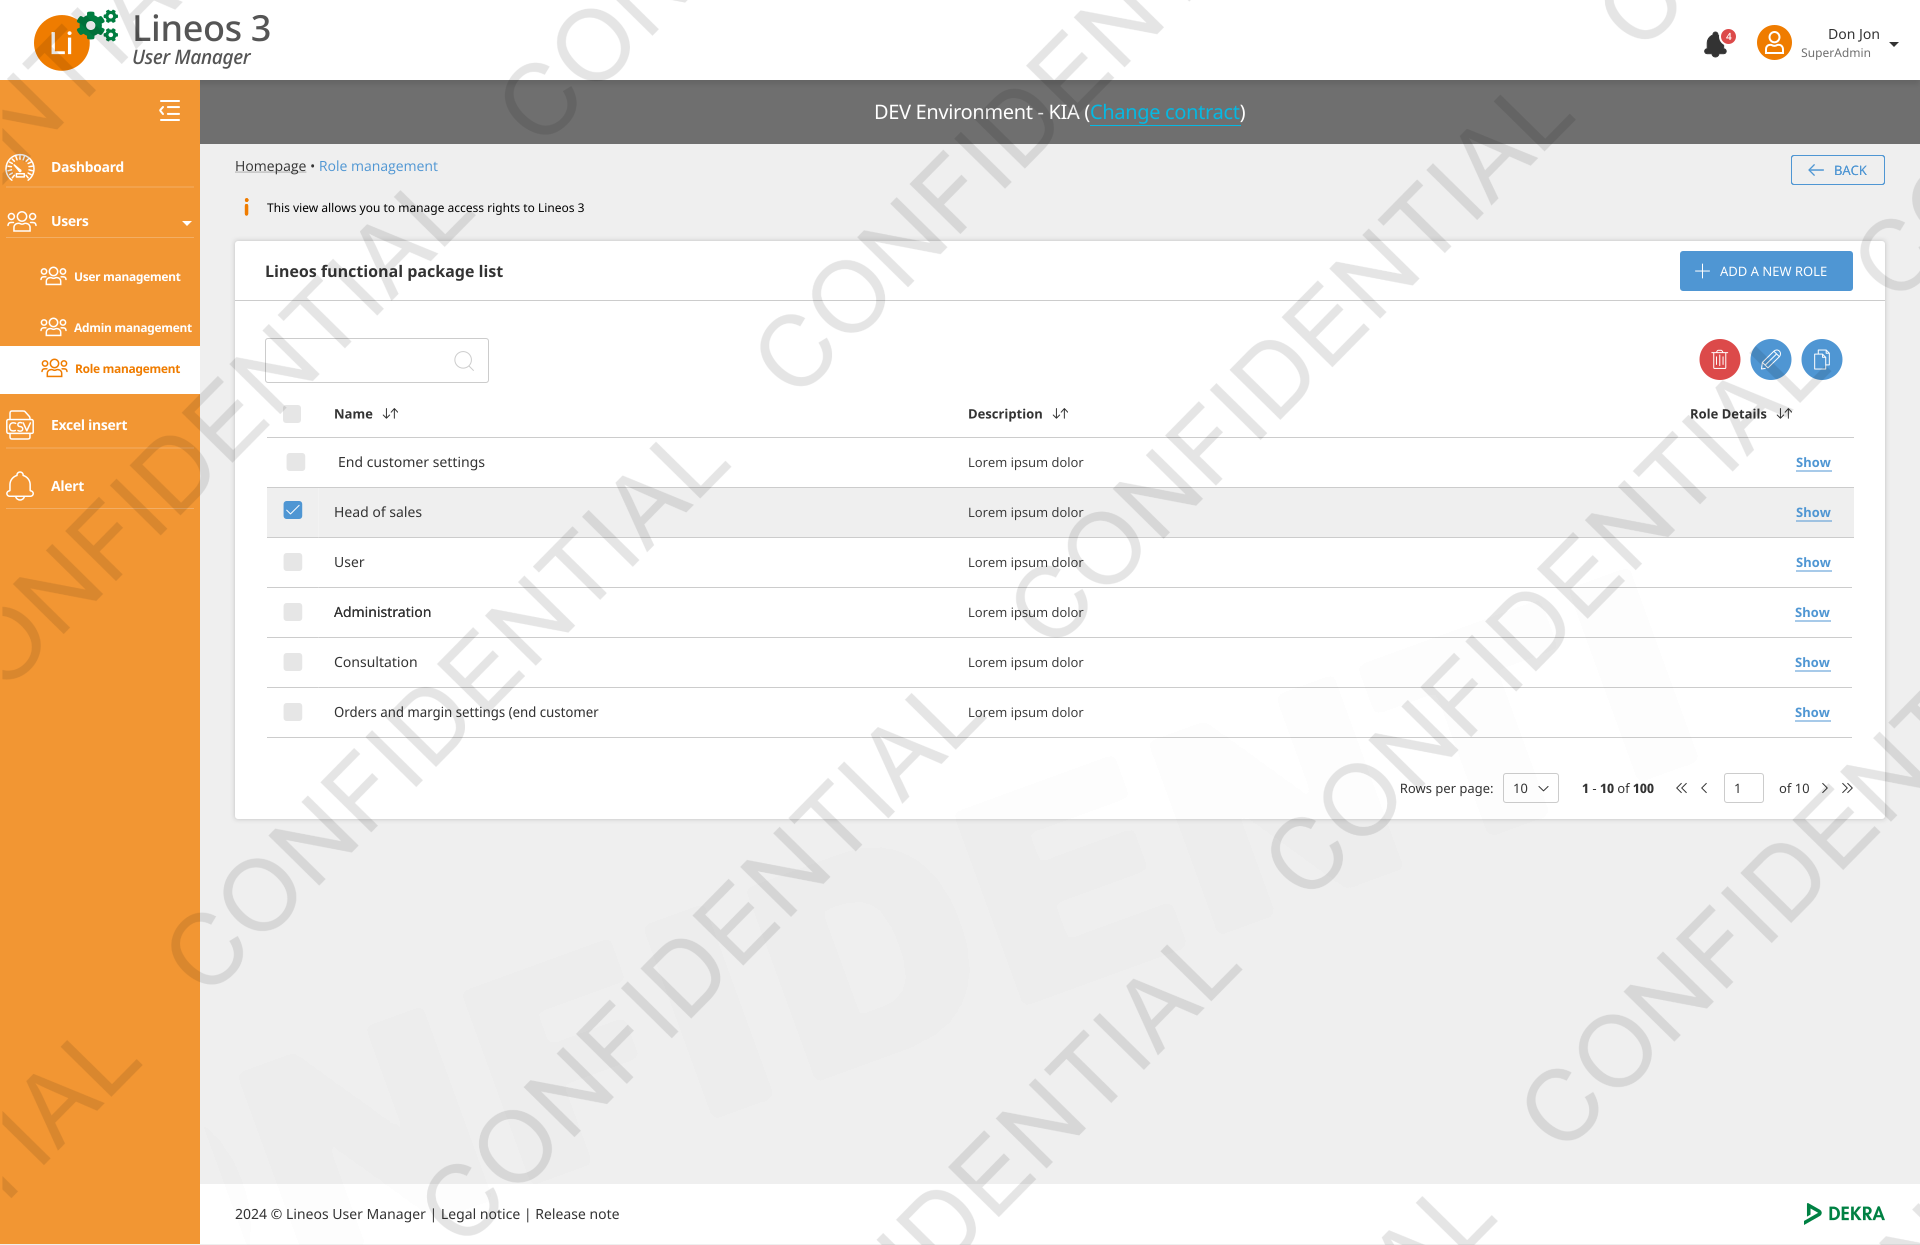 Li
Lineos 3
User Manager
4
Don Jon
SuperAdmin
DEV Environment - KIA (Change contract)
Dashboard
Users
User management
Admin management
Role management
CSV
Excel insert
Alert
Homepage • Role management
BACK
This view allows you to manage access rights to Lineos 3
Lineos functional package list
ADD A NEW ROLE
Name
Description
Role Details
End customer settings
Lorem ipsum dolor
Show
Head of sales
Lorem ipsum dolor
Show
User
Lorem ipsum dolor
Show
Administration
Lorem ipsum dolor
Show
Consultation
Lorem ipsum dolor
Show
Orders and margin settings (end customer
Lorem ipsum dolor
Show
Rows per page: 10
1 - 10 of 100
1 of 10
2024 © Lineos User Manager | Legal notice | Release note
DEKRA
CONFIDENTIAL
CONFIDENTIAL
CONFIDENTIAL
CONFIDENTIAL
CONFIDENTIAL
CONFIDENTIAL